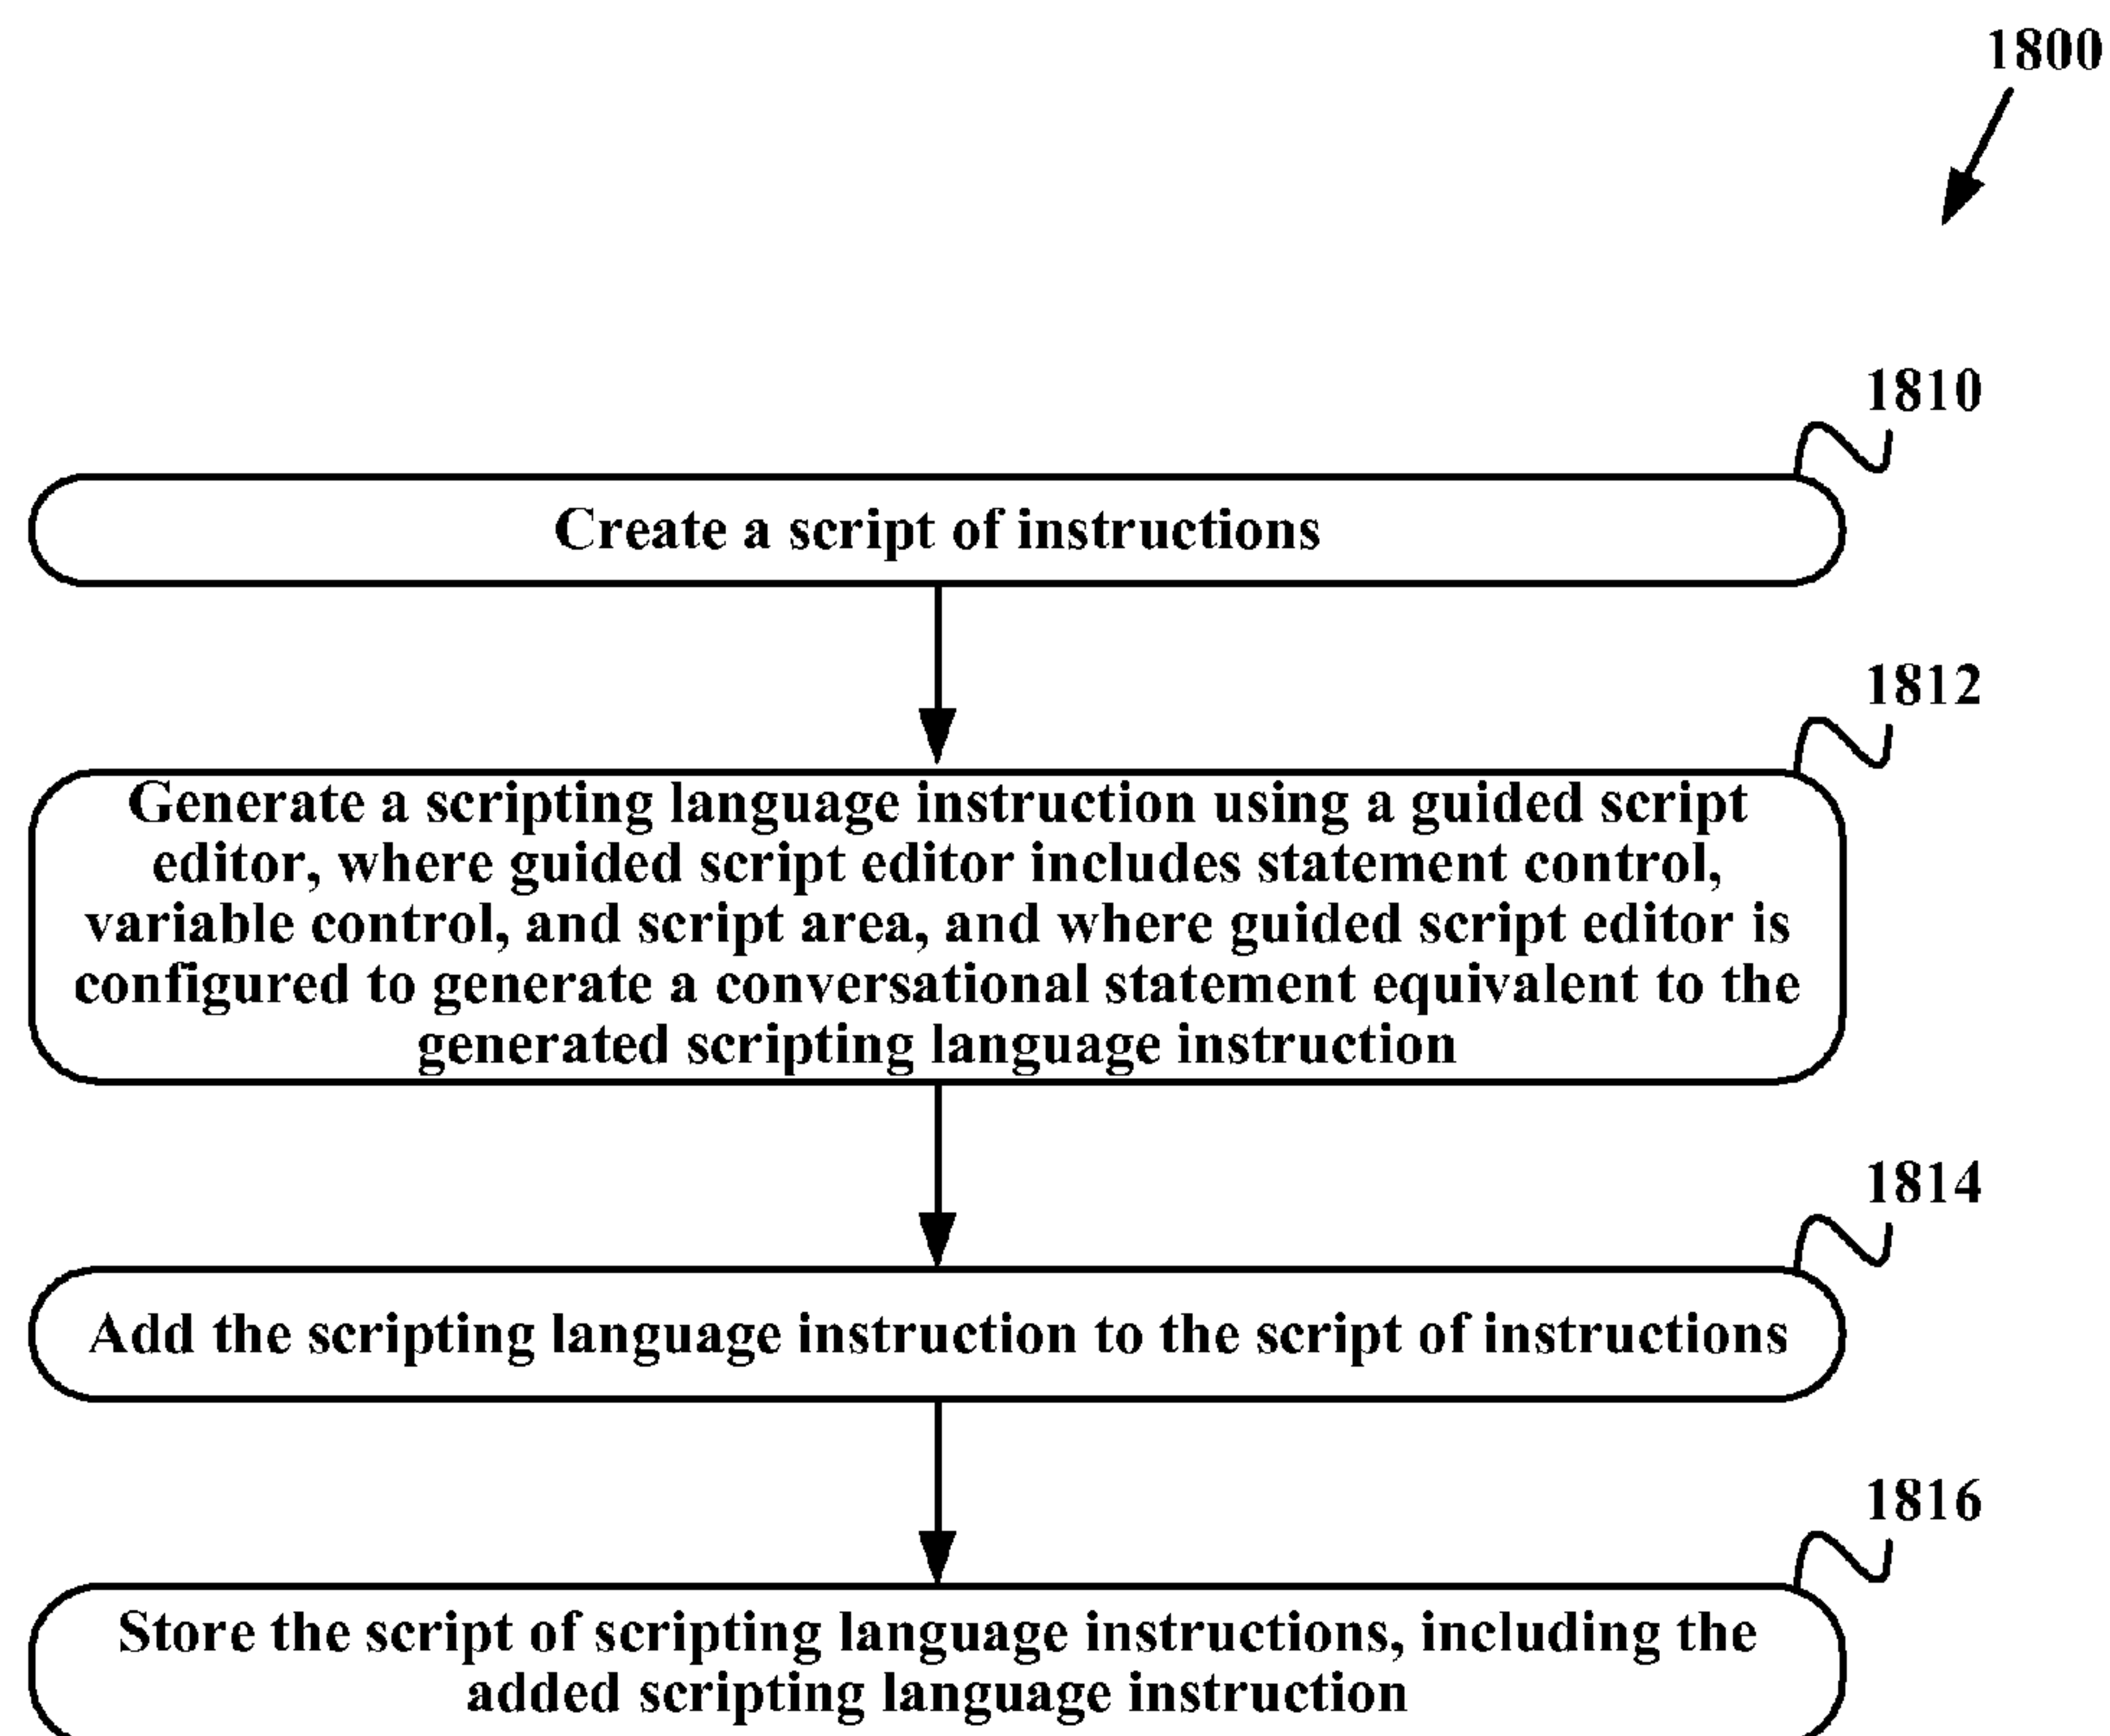 1800
1810
Create a script of instructions
1812
Generate a scripting language instruction using a guided script
editor, where guided script editor includes statement control,
variable control, and script area, and where guided script editor is
configured to generate a conversational statement equivalent to the
generated scripting language instruction
1814
Add the scripting language instruction to the script of instructions
1816
Store the script of scripting language instructions, including the
added scripting language instruction